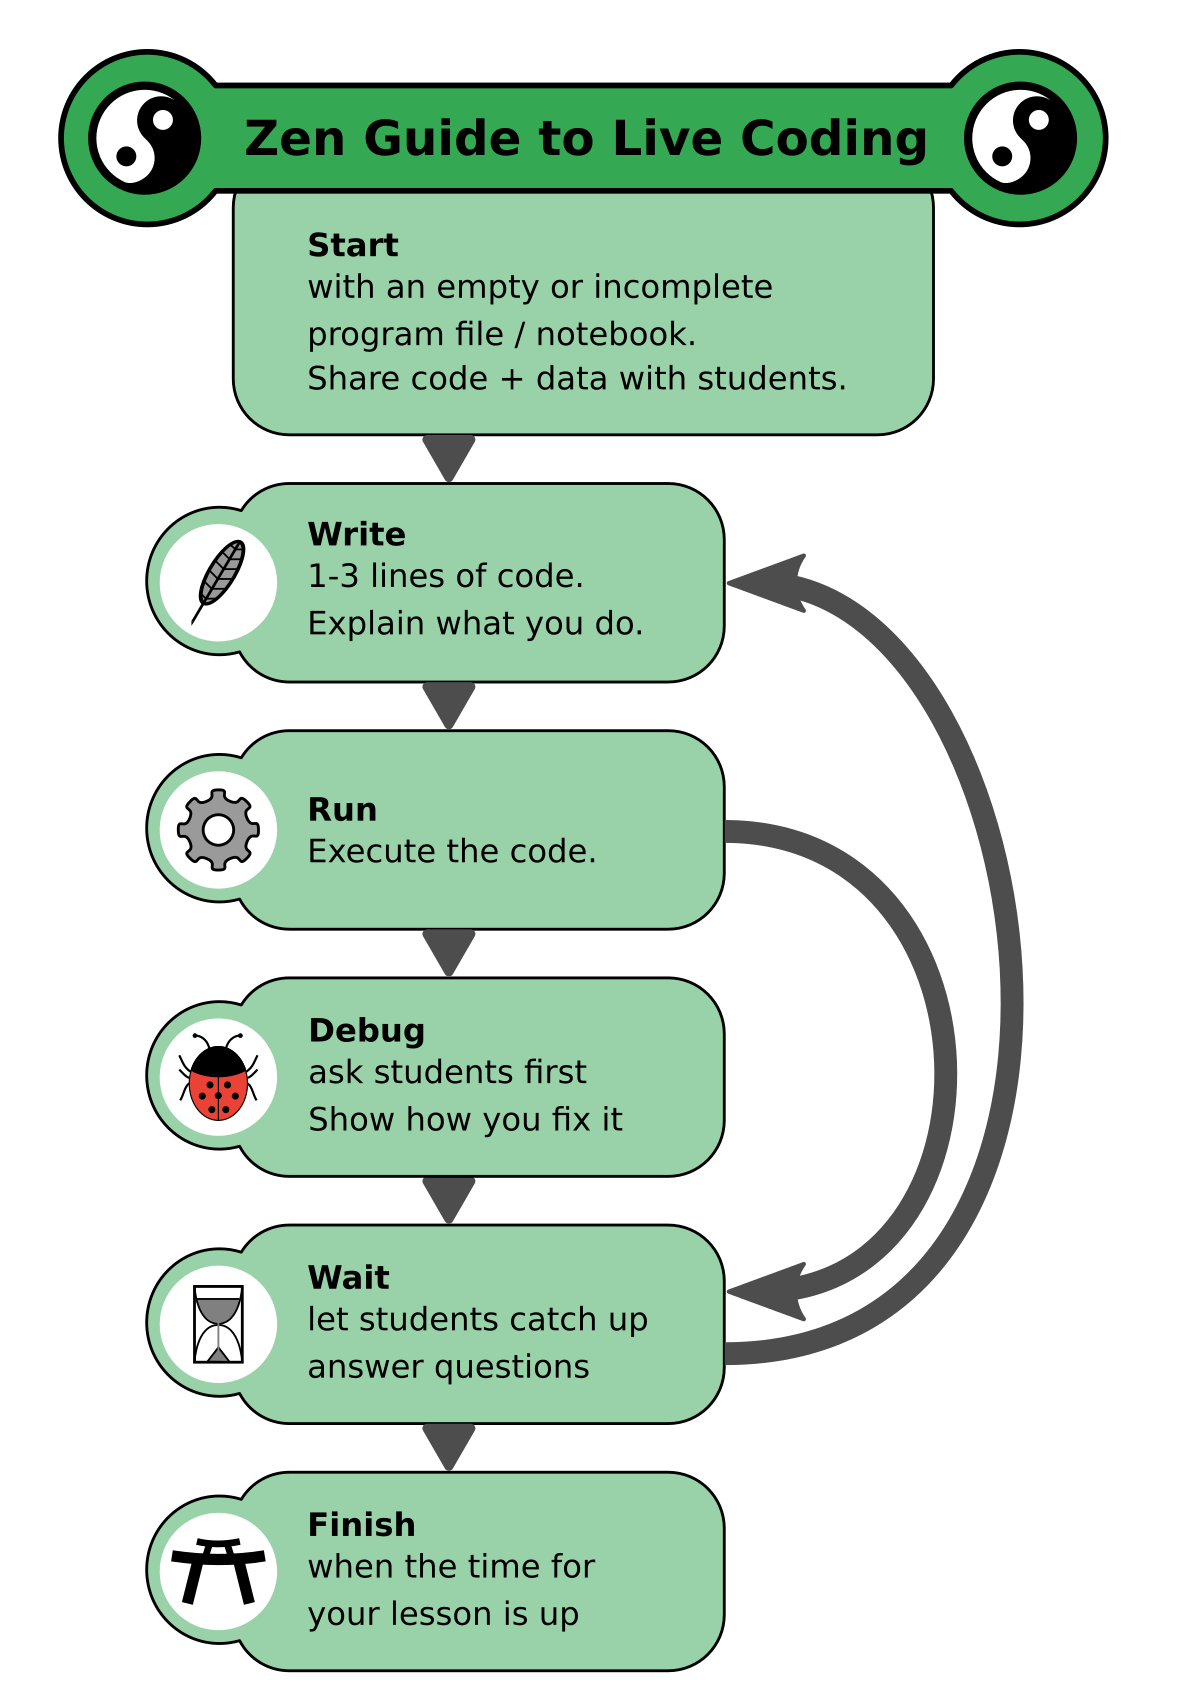 Zen Guide to Live Coding
Start
with an empty or incomplete
program file / notebook.
Share code + data with students.
Write
1-3 lines of code.
Explain what you do.
Run
Execute the code.
Debug
ask students first
Show how you fix it
Wait
let students catch up
answer questions
Finish
when the time for
your lesson is up